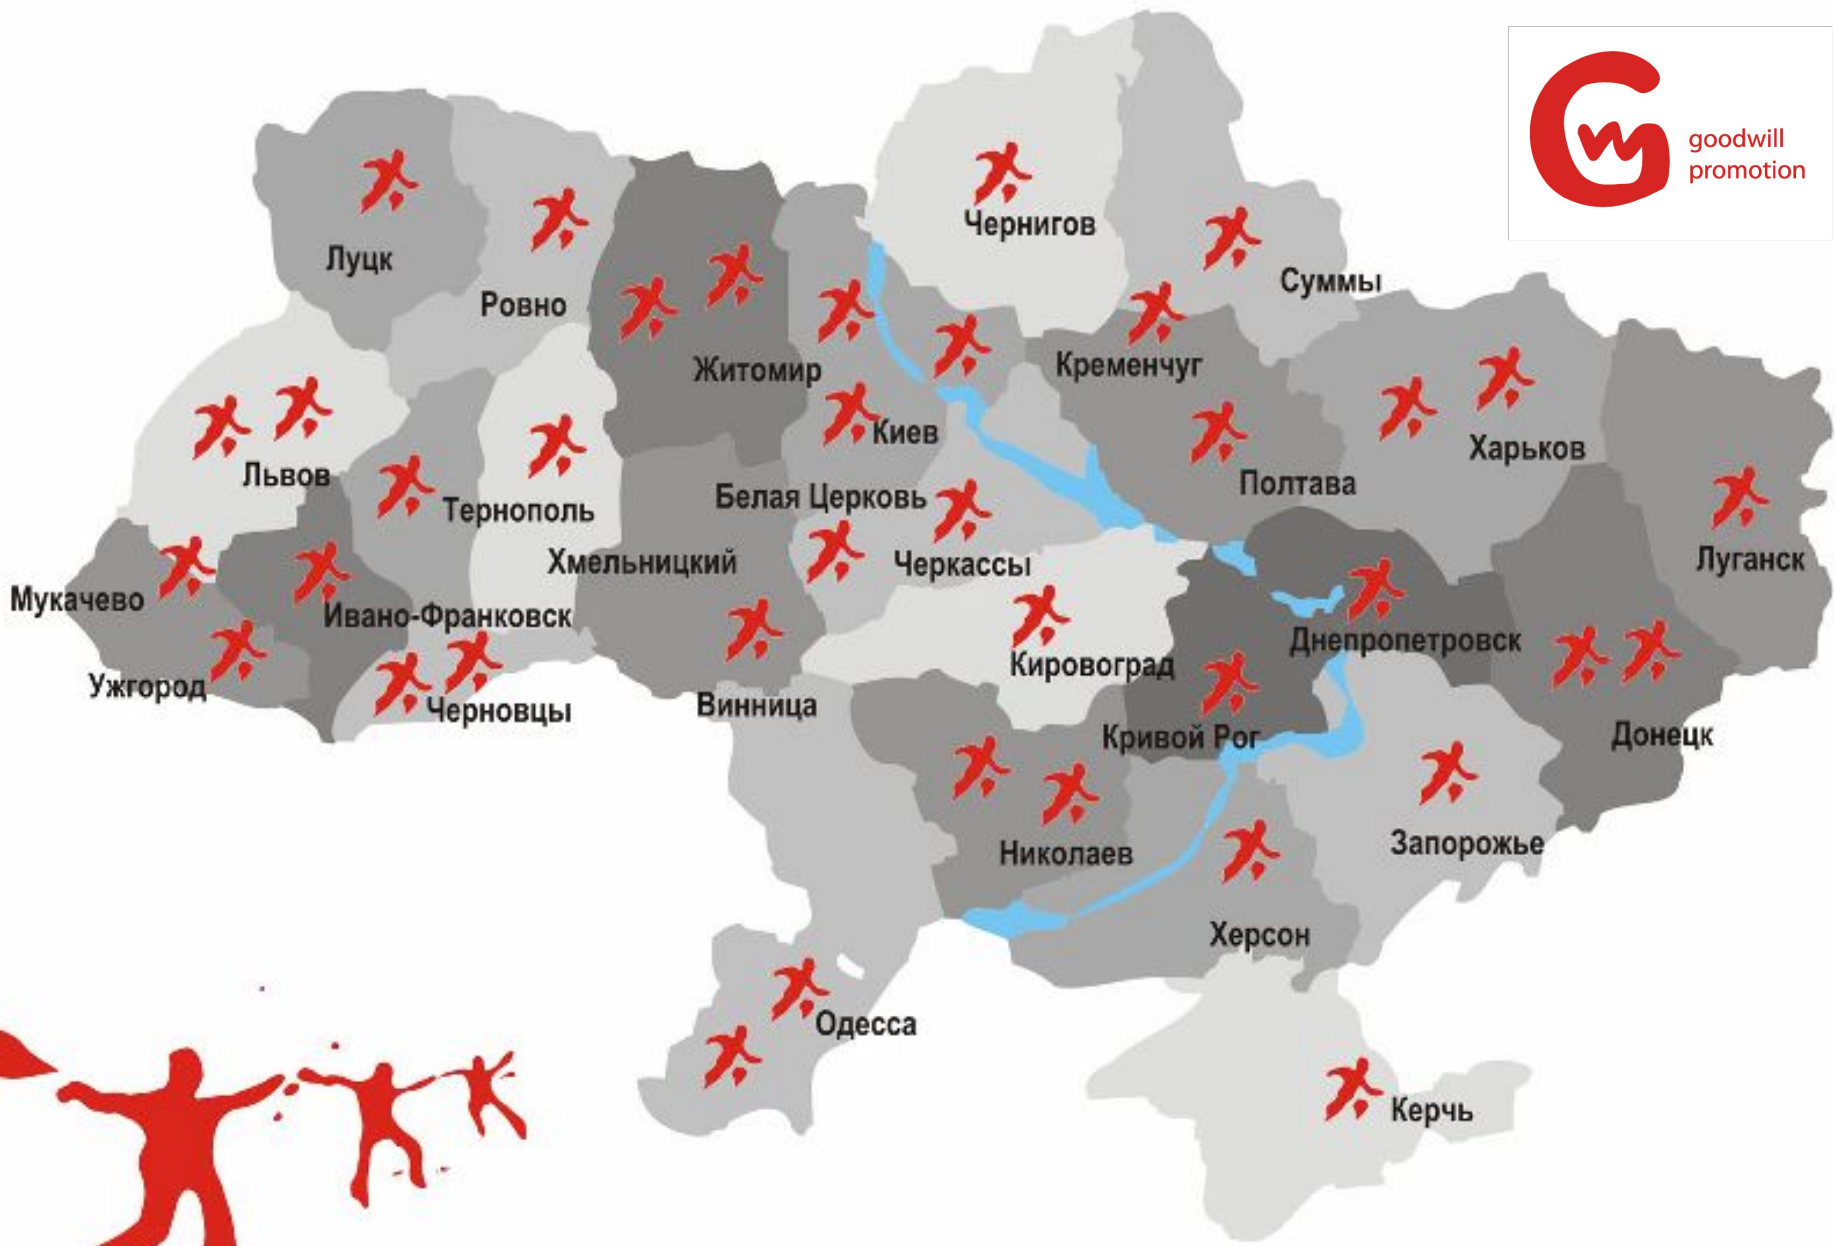 goodwill
promotion
Чернигов
Луцк
Суммы
Ровно
Кременчуг
Житомир
Киев
Харьков
Львов
Полтава
Белая Церковь
Тернополь
Луганск
Хмельницкий
Черкассы
Мукачево
Ивано-Франковск
Днепропетровск
Кировоград
Ужгород
Черновцы
Винница
Кривой Рог
Донецк
Запорожье
Николаев
Херсон
Одесса
Керчь